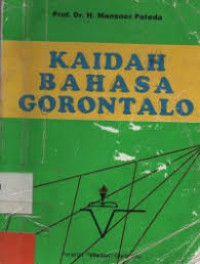 Prof. Dr. H. Mansoer Pateda
KAIDAH
BAHASA
GORONTALO